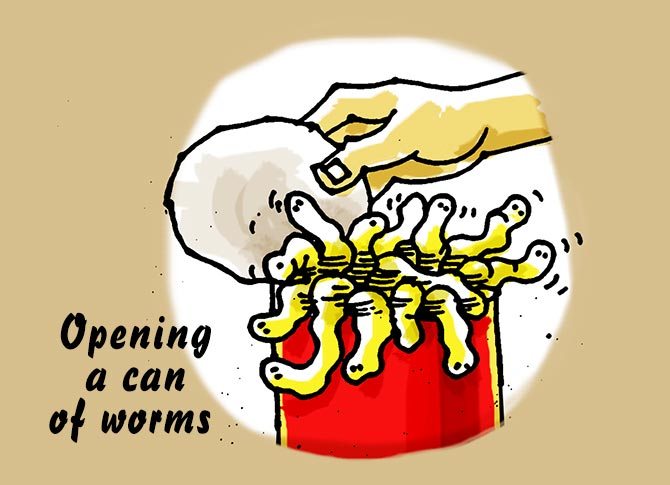 Opening
a can
of worms